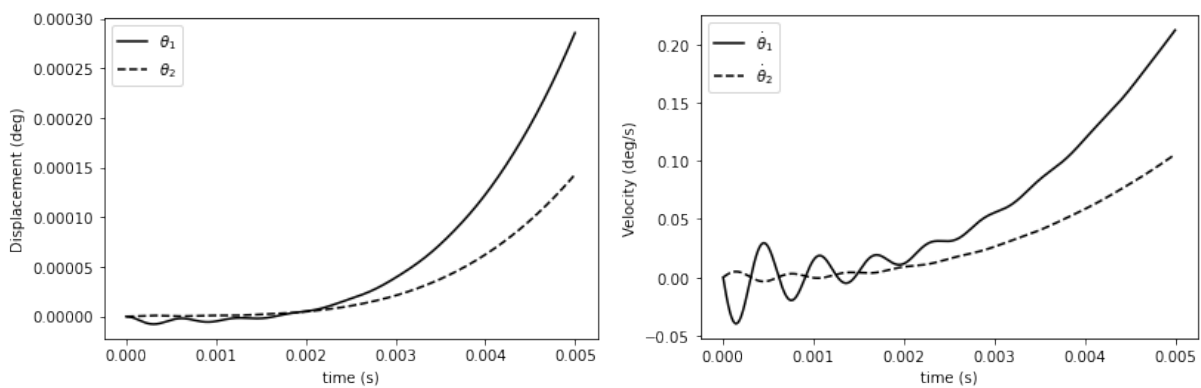 0.00030
0.00025
0.00020
0.00015
0.00010
0.00005
0.00000
Displacement (deg)
θ₁
θ₂
0.000 0.001 0.002 0.003 0.004 0.005
time (s)
0.20
0.15
0.10
0.05
0.00
−0.05
Velocity (deg/s)
θ̇₁
θ̇₂
0.000 0.001 0.002 0.003 0.004 0.005
time (s)